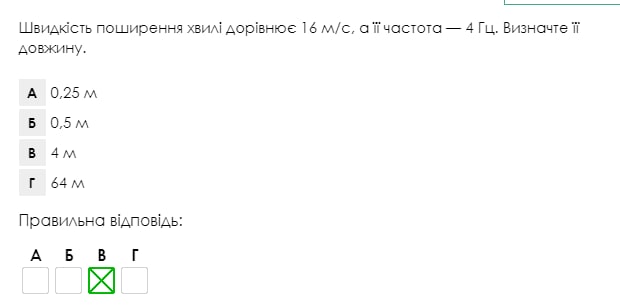 Швидкість поширення хвилі дорівнює 16 м/с, а її частота — 4 Гц. Визначте її
довжину.
А 0,25 м
Б 0,5 м
В 4 м
Г 64 м
Правильна відповідь:
А Б В Г